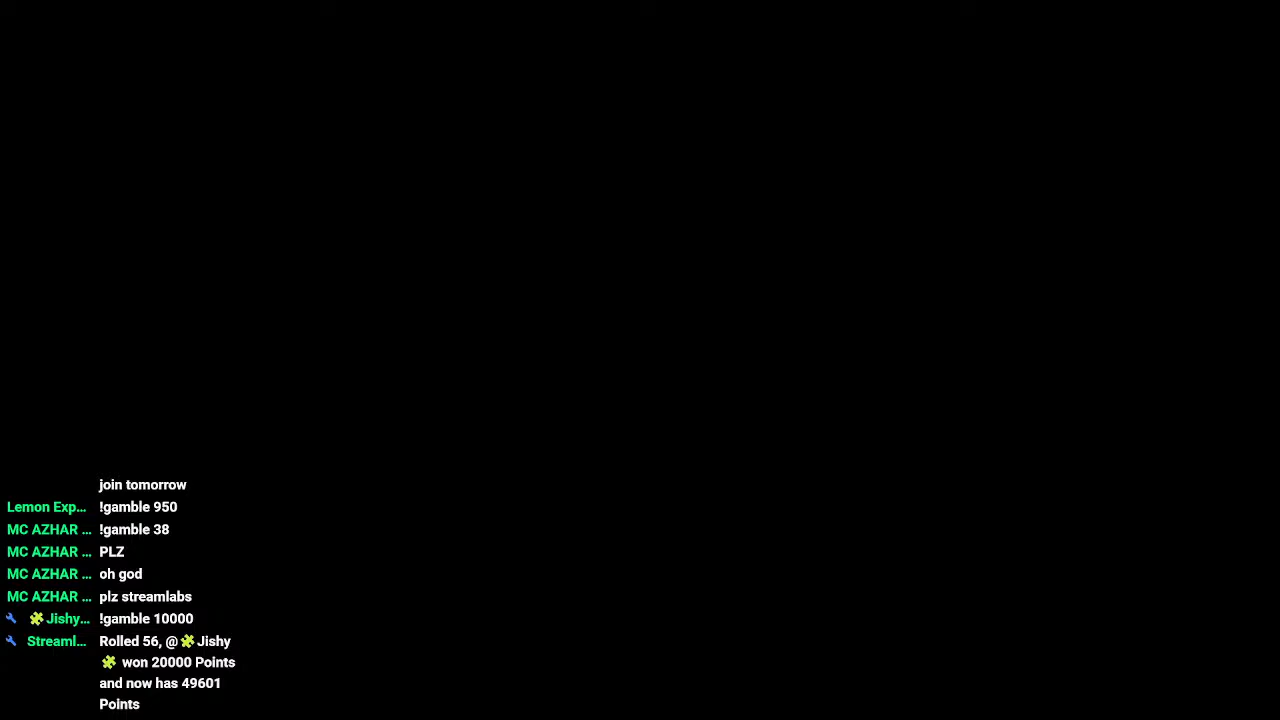 join tomorrow
Lemon Exp... !gamble 950
MC AZHAR ... !gamble 38
MC AZHAR ... PLZ
MC AZHAR ... oh god
MC AZHAR ... plz streamlabs
Jishy... !gamble 10000
Streaml... Rolled 56, @🧩Jishy
🧩 won 20000 Points
and now has 49601
Points